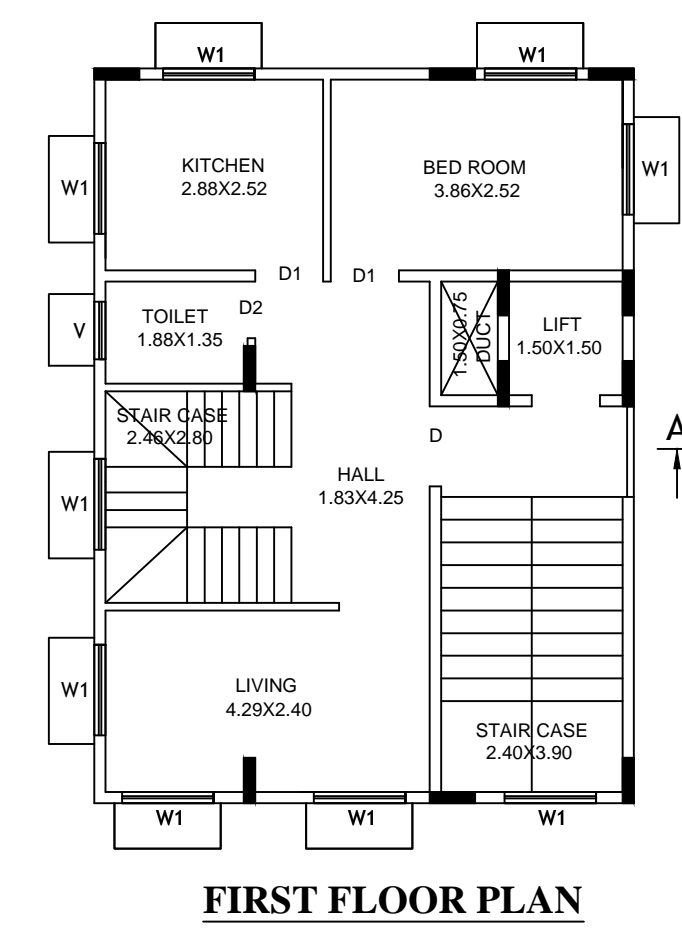 W1
W1
KITCHEN
2.88X2.52
BED ROOM
3.86X2.52
W1
W1
D1
D1
TOILET
1.88X1.35
D2
V
1.50X0.75
DUCT
LIFT
1.50X1.50
STAIR CASE
2.46X2.80
D
A
HALL
1.83X4.25
W1
LIVING
4.29X2.40
W1
STAIR CASE
2.40X3.90
W1
W1
W1
FIRST FLOOR PLAN